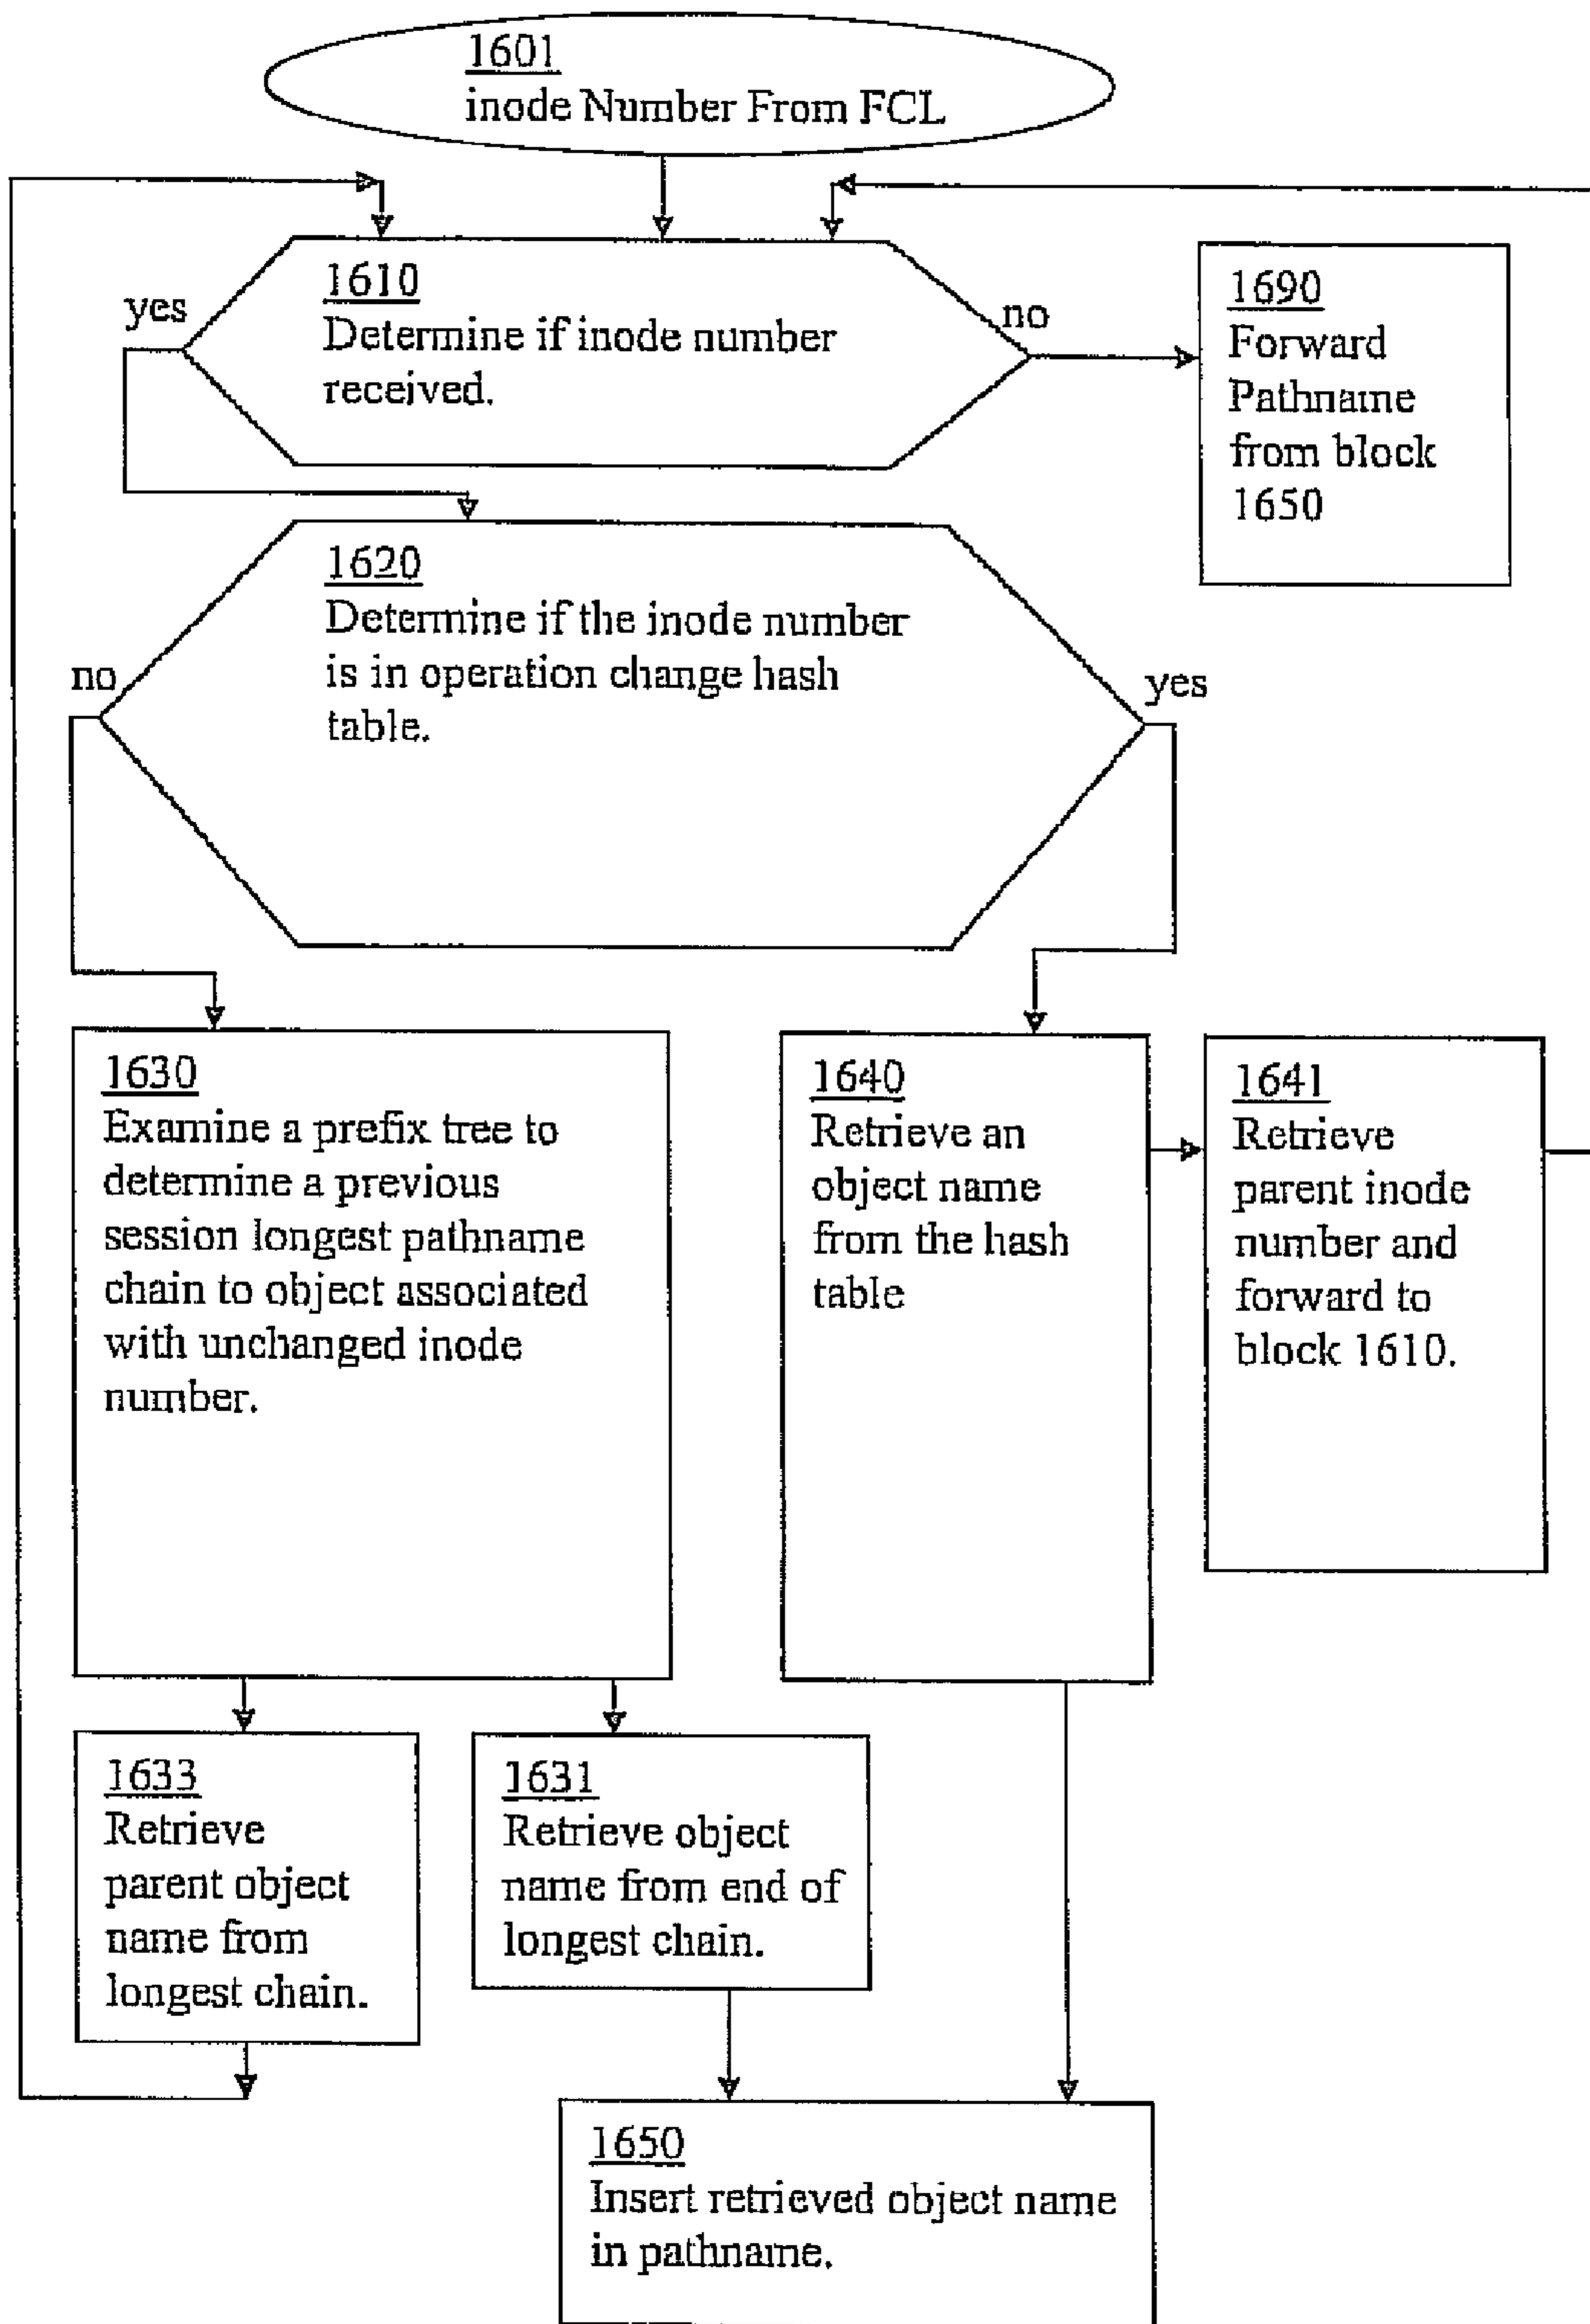 1601
inode Number From FCL
yes
1610
Determine if inode number
received.
no
1690
Forward
Pathname
from block
1650
1620
Determine if the inode number
is in operation change hash
table.
no
yes
1630
Examine a prefix tree to
determine a previous
session longest pathname
chain to object associated
with unchanged inode
number.
1640
Retrieve an
object name
from the hash
table
1641
Retrieve
parent inode
number and
forward to
block 1610.
1633
Retrieve
parent object
name from
longest chain.
1631
Retrieve object
name from end of
longest chain.
1650
Insert retrieved object name
in pathname.